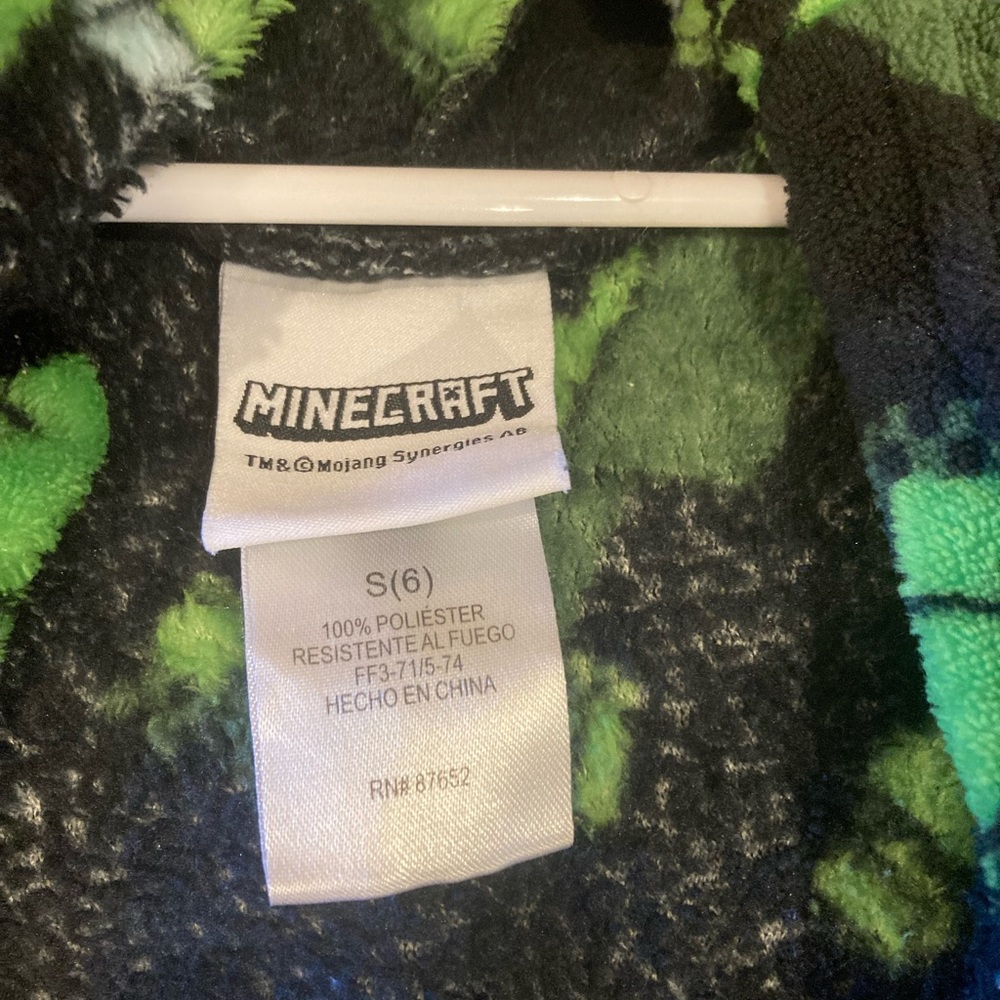 MINECRAFT
TM&©Mojang Synergies AB
S(6)
100% POLIÉSTER
RESISTENTE AL FUEGO
FF3-71/5-74
HECHO EN CHINA
RN# 87652